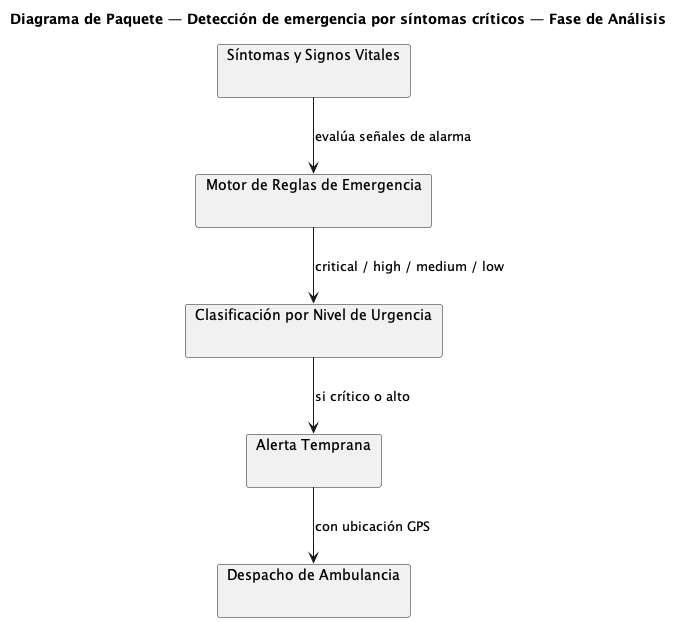 Diagrama de Paquete — Detección de emergencia por síntomas críticos — Fase de Análisis
Síntomas y Signos Vitales
evalúa señales de alarma
Motor de Reglas de Emergencia
critical / high / medium / low
Clasificación por Nivel de Urgencia
si crítico o alto
Alerta Temprana
con ubicación GPS
Despacho de Ambulancia